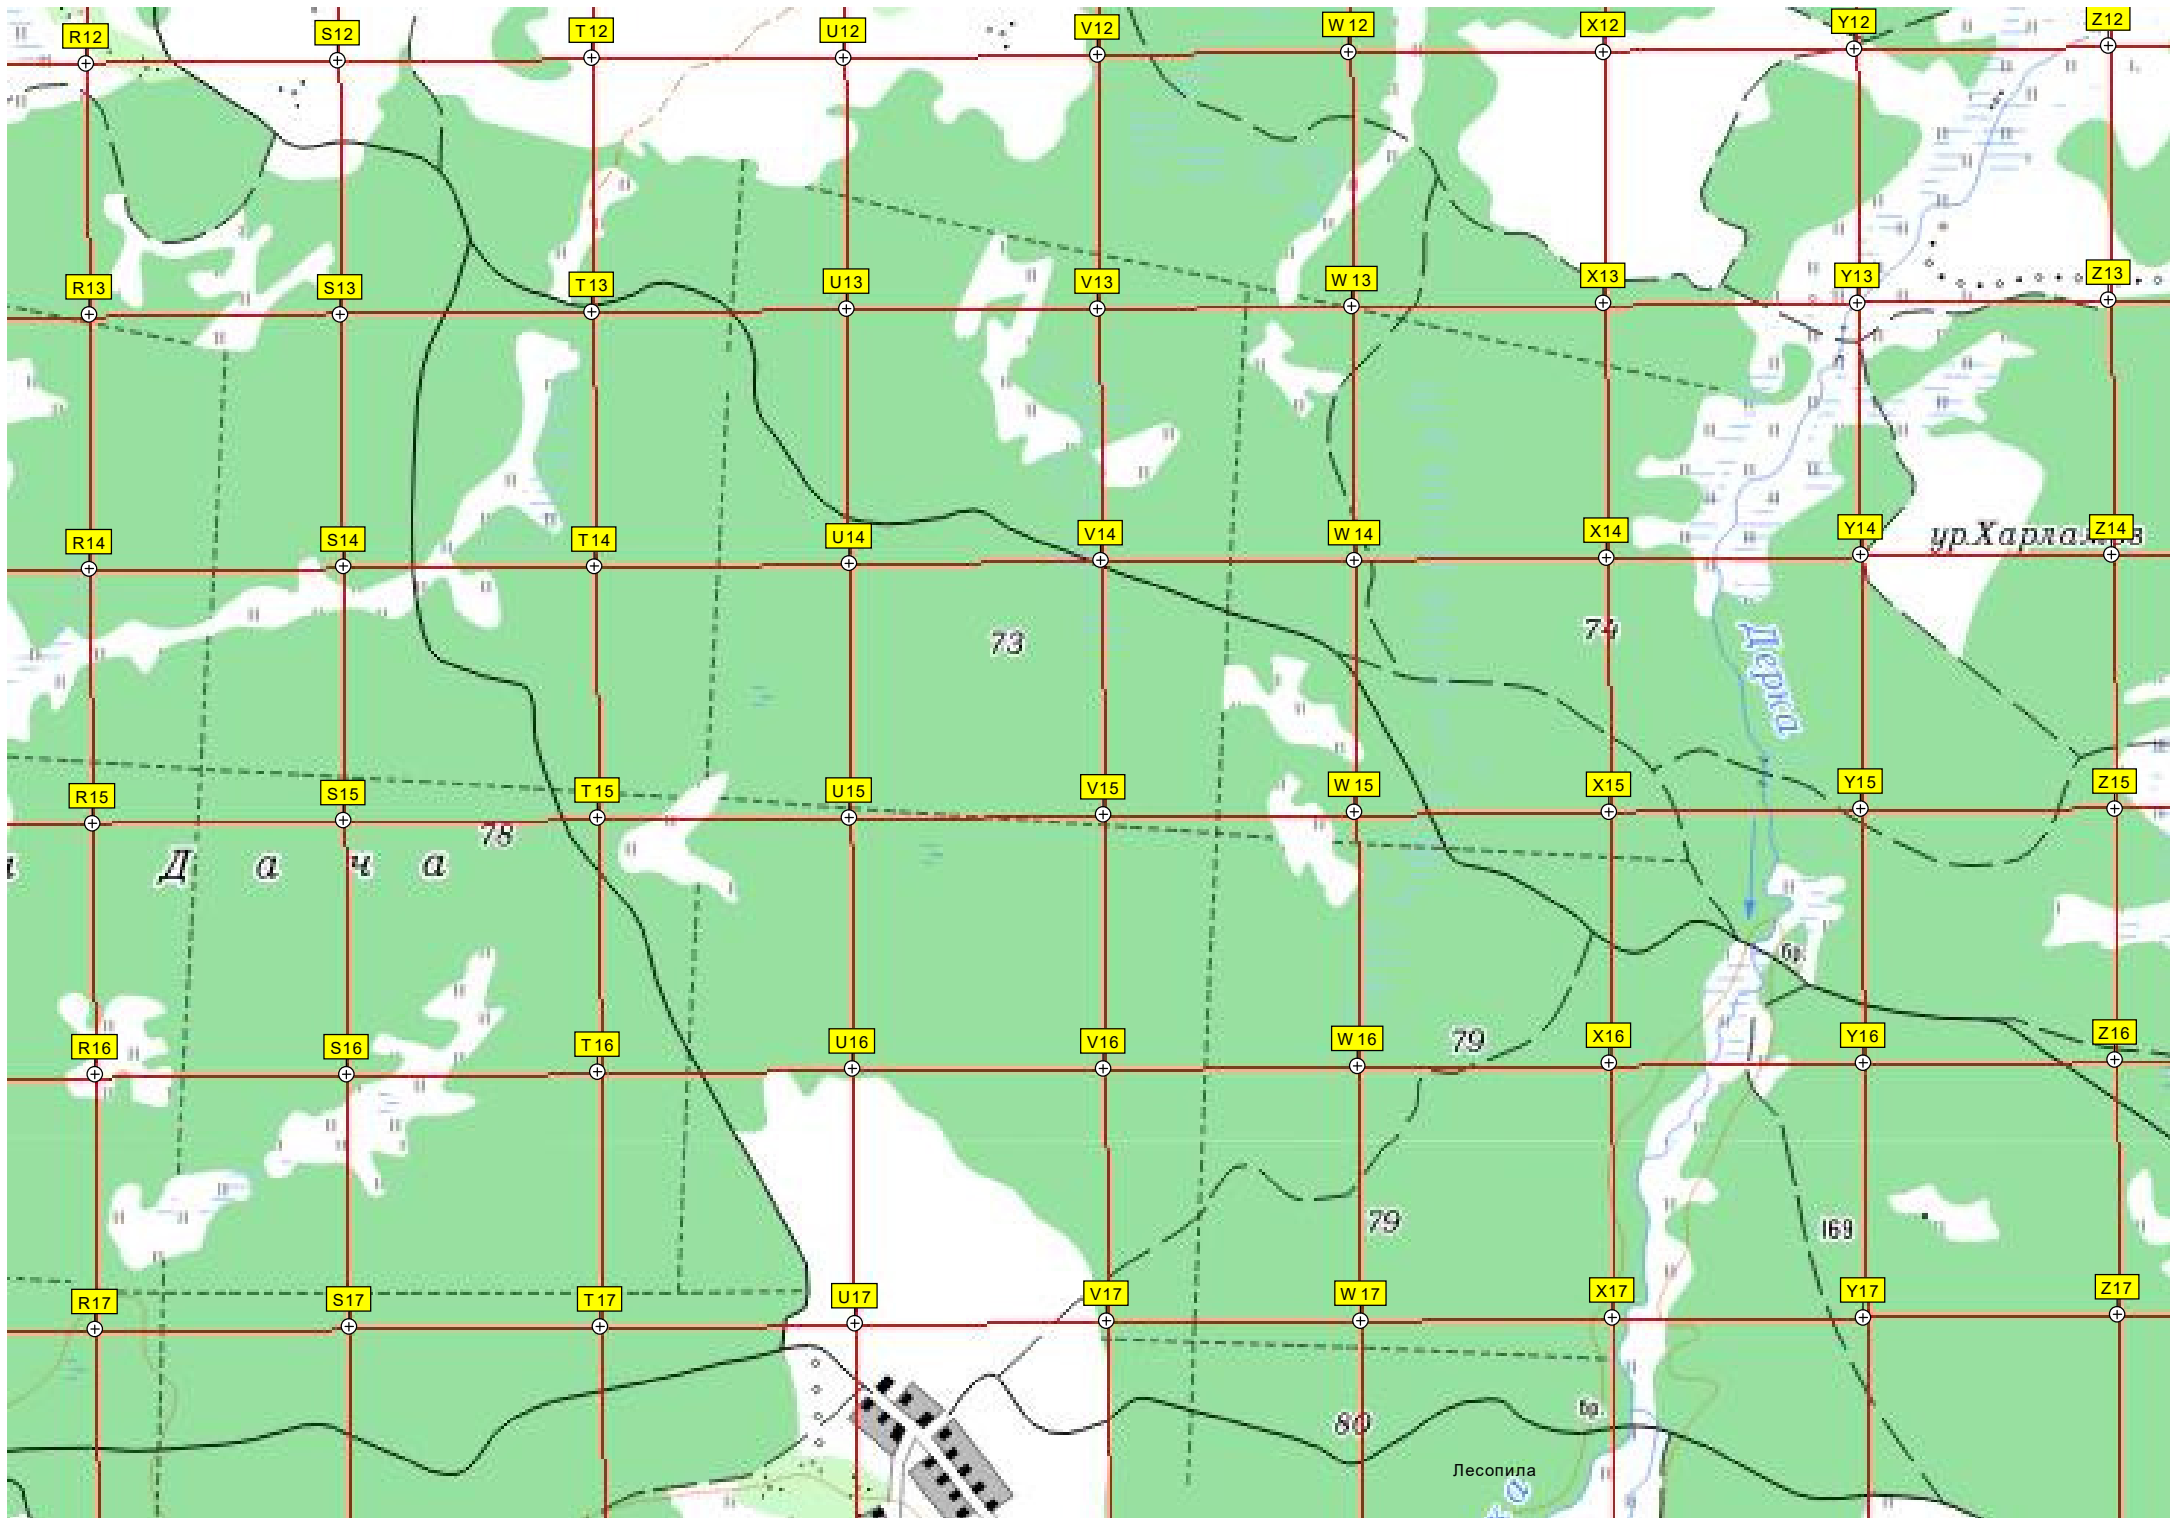 R12 S12 T12 U12 V12 W12 X12 Y12 Z12
R13 S13 T13 U13 V13 W13 X13 Y13 Z13
R14 S14 T14 U14 V14 W14 X14 Y14 Z14
ур.Харламов
73
74
Дерка
R15 S15 T15 U15 V15 W15 X15 Y15 Z15
78
Дача
бр.
R16 S16 T16 U16 V16 W16 X16 Y16 Z16
79
79
169
R17 S17 T17 U17 V17 W17 X17 Y17 Z17
бр.
80
Лесопила